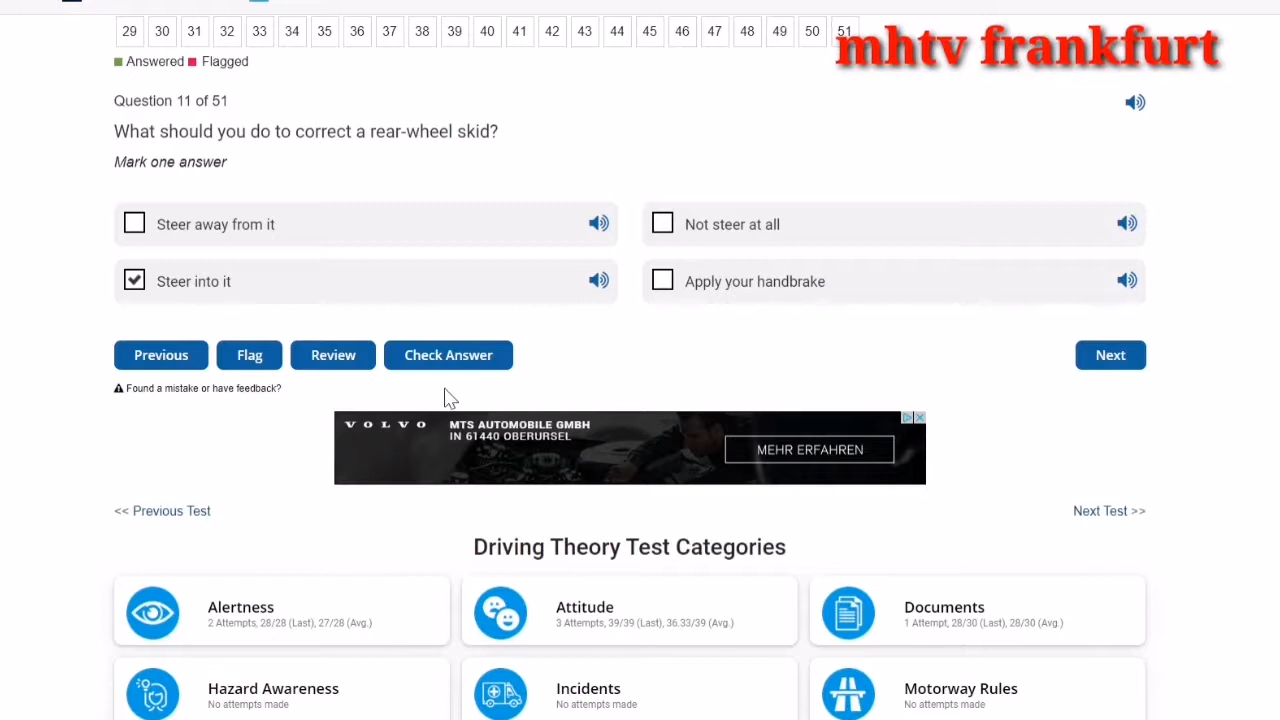 29 30 31 32 33 34 35 36 37 38 39 40 41 42 43 44 45 46 47 48 49 50 51
mhtv frankfurt
Answered Flagged
Question 11 of 51
What should you do to correct a rear-wheel skid?
Mark one answer
Steer away from it
Not steer at all
Steer into it
Apply your handbrake
Previous Flag Review Check Answer Next
Found a mistake or have feedback?
VOLVO
MTS AUTOMOBILE GMBH
IN 61440 OBERURSEL
MEHR ERFAHREN
<< Previous Test
Next Test >>
Driving Theory Test Categories
Alertness
2 Attempts, 28/28 (Last), 27/28 (Avg.)
Attitude
3 Attempts, 39/39 (Last), 36.33/39 (Avg.)
Documents
1 Attempt, 28/30 (Last), 28/30 (Avg.)
Hazard Awareness
No attempts made
Incidents
No attempts made
Motorway Rules
No attempts made